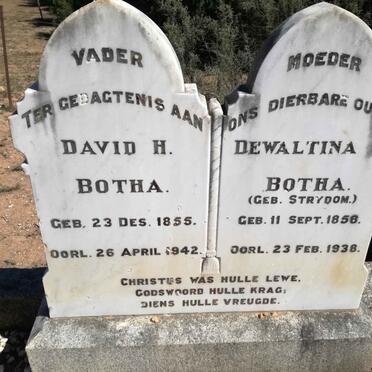 VADER
TER GEDAGTENIS AAN
DAVID H.
BOTHA.
GEB. 23 DES. 1855.
OORL. 26 APRIL 1942.
MOEDER
ONS DIERBARE OU
DEWALTINA
BOTHA.
(GEB. STRYDOM.)
GEB. 11 SEPT. 1858.
OORL. 23 FEB. 1938.
CHRISTUS WAS HULLE LEWE,
GODSWOORD HULLE KRAG;
DIENS HULLE VREUGDE.